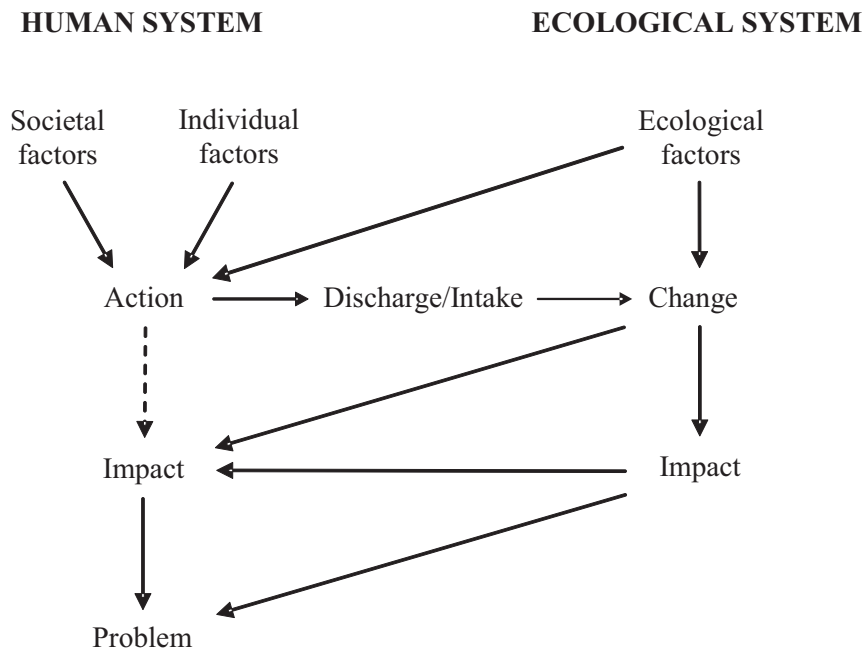 HUMAN SYSTEM
ECOLOGICAL SYSTEM
Societal
factors
Individual
factors
Ecological
factors
Action
Discharge/Intake
Change
Impact
Impact
Problem